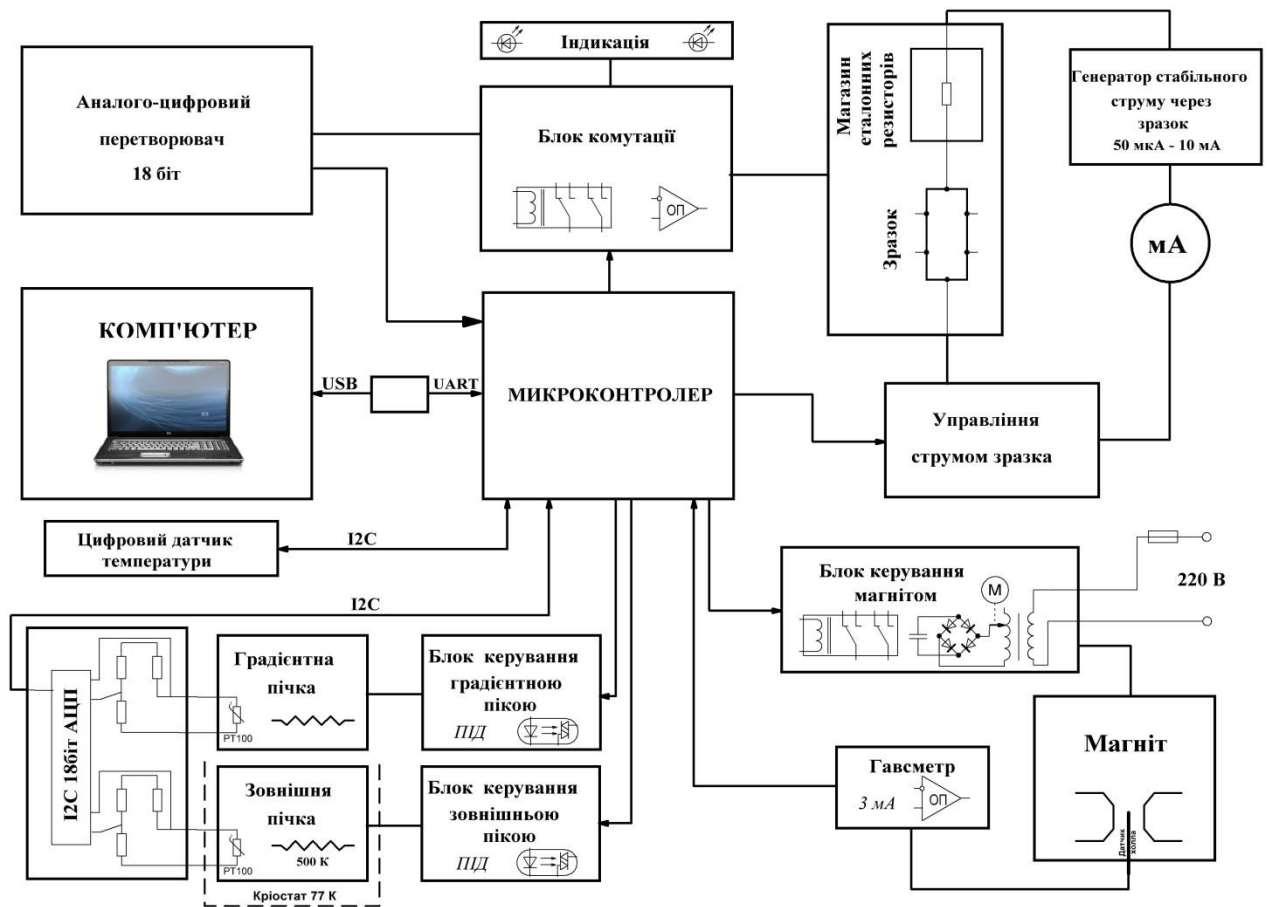 Індикація
Аналого-цифровий
перетворювач
18 біт
Блок комутації
ОП
Магазин
еталонних
резисторів
Зразок
Генератор стабільного
струму через
зразок
50 мкА - 10 мА
мА
КОМП'ЮТЕР
USB
UART
МИКРОКОНТРОЛЕР
Управління
струмом зразка
Цифровий датчик
температури
I2C
I2C
Блок керування
магнітом
М
220 В
I2C 18біт АЦП
Градієнтна
пічка
PT100
Блок керування
градієнтною
пікою
ПІД
Зовнішня
пічка
500 К
PT100
Кріостат 77 К
Блок керування
зовнішньою
пікою
ПІД
Гавсметр
3 мА
ОП
Магніт
Датчик
холла